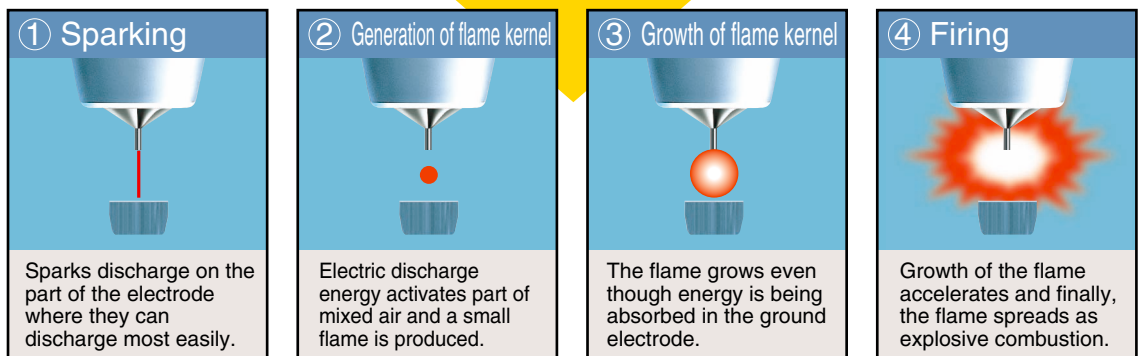 ① Sparking
Sparks discharge on the
part of the electrode
where they can
discharge most easily.
② Generation of flame kernel
Electric discharge
energy activates part of
mixed air and a small
flame is produced.
③ Growth of flame kernel
The flame grows even
though energy is being
absorbed in the ground
electrode.
④ Firing
Growth of the flame
accelerates and finally,
the flame spreads as
explosive combustion.